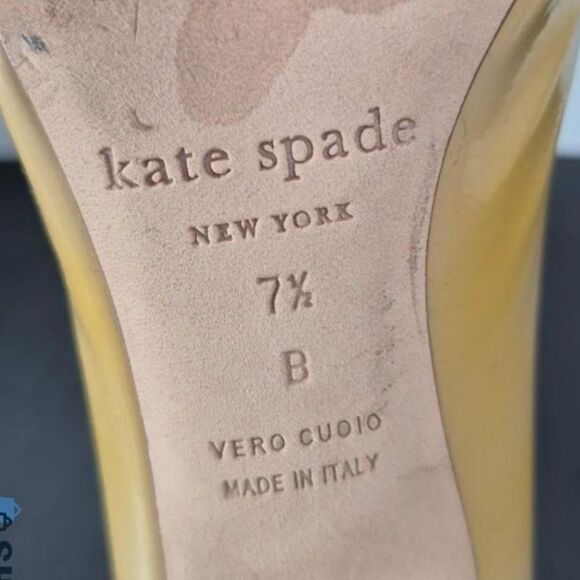 kate spade
NEW YORK
7½
B
VERO CUOIO
MADE IN ITALY